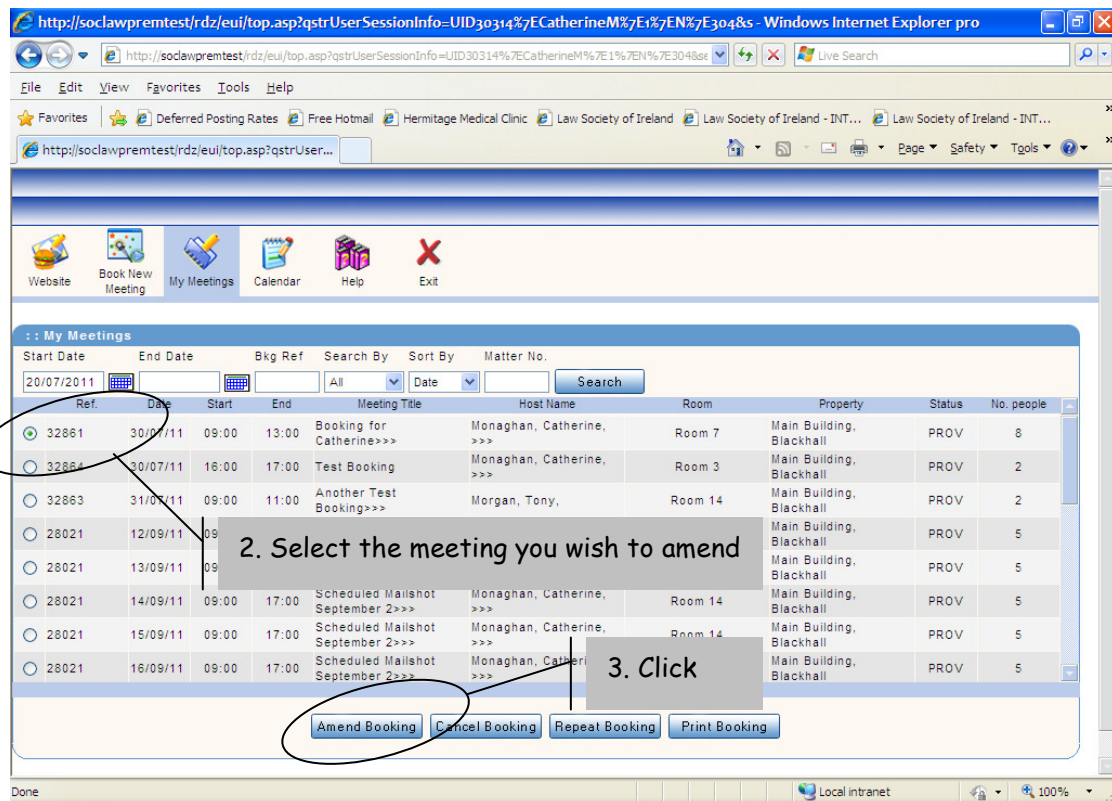 http://soclawpremtest/rdz/eui/top.asp?qstrUserSessionInfo=UID30314%7ECatherineM%7E1%7EN%7E304&s - Windows Internet Explorer pro
http://soclawpremtest/rdz/eui/top.asp?qstrUserSessionInfo=UID30314%7ECatherineM%7E1%7EN%7E304&se Live Search
File Edit View Favorites Tools Help
Favorites Deferred Posting Rates Free Hotmail Hermitage Medical Clinic Law Society of Ireland Law Society of Ireland - INT... Law Society of Ireland - INT...
http://soclawpremtest/rdz/eui/top.asp?qstrUser... Page Safety Tools
Website Book New Meeting My Meetings Calendar Help Exit
:: My Meetings
Start Date End Date Bkg Ref Search By Sort By Matter No.
20/07/2011 All Date Search
Ref. Date Start End Meeting Title Host Name Room Property Status No. people
32861 30/07/11 09:00 13:00 Booking for Catherine>>> Monaghan, Catherine, >>> Room 7 Main Building, Blackhall PROV 8
32864 30/07/11 16:00 17:00 Test Booking Monaghan, Catherine, >>> Room 3 Main Building, Blackhall PROV 2
32863 31/07/11 09:00 11:00 Another Test Booking>>> Morgan, Tony, Room 14 Main Building, Blackhall PROV 2
28021 12/09/11 09 Main Building, Blackhall PROV 5
2. Select the meeting you wish to amend
28021 13/09/11 09 Main Building, Blackhall PROV 5
28021 14/09/11 09:00 17:00 Scheduled Mailshot September 2>>> Monaghan, Catherine, >>> Room 14 Main Building, Blackhall PROV 5
28021 15/09/11 09:00 17:00 Scheduled Mailshot September 2>>> Monaghan, Catherine, >>> Room 14 Main Building, Blackhall PROV 5
28021 16/09/11 09:00 17:00 Scheduled Mailshot September 2>>> Monaghan, >>> Main Building, Blackhall PROV 5
3. Click
Amend Booking Cancel Booking Repeat Booking Print Booking
Done Local intranet 100%